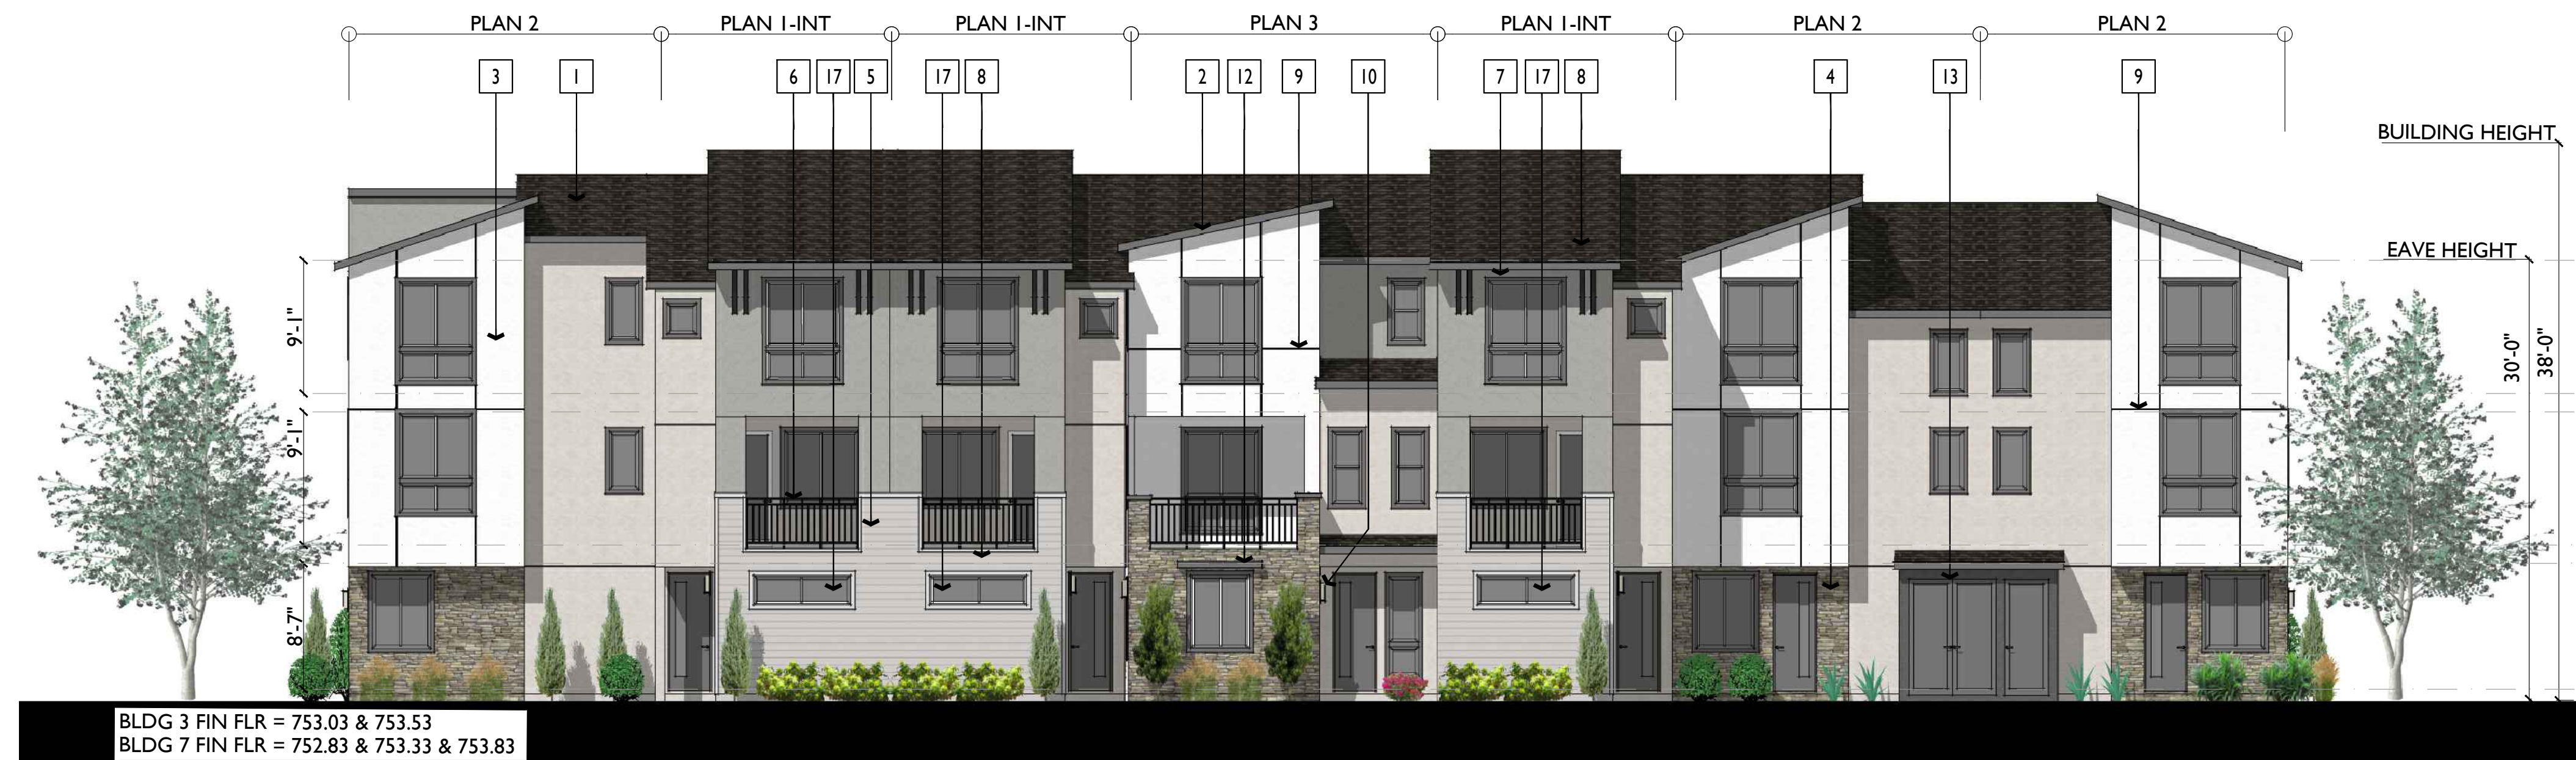 PLAN 2 PLAN 1-INT PLAN 1-INT PLAN 3 PLAN 1-INT PLAN 2 PLAN 2
3 1 6 17 5 17 8 2 12 9 10 7 17 8 4 13 9
BUILDING HEIGHT
EAVE HEIGHT
9'-1"
9'-1"
8'-7"
30'-0"
38'-0"
BLDG 3 FIN FLR = 753.03 & 753.53
BLDG 7 FIN FLR = 752.83 & 753.33 & 753.83